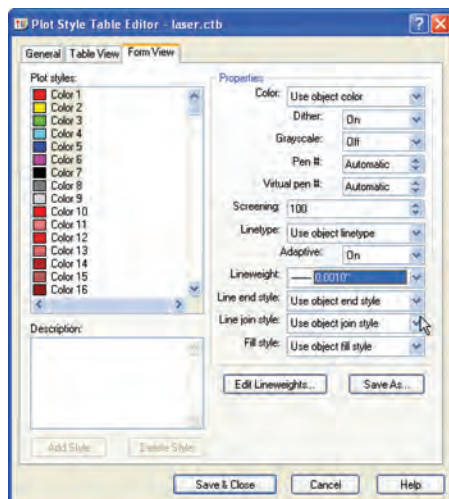 Plot Style Table Editor - laser.ctb
General Table View Form View
Plot styles:
Color 1
Color 2
Color 3
Color 4
Color 5
Color 6
Color 7
Color 8
Color 9
Color 10
Color 11
Color 12
Color 13
Color 14
Color 15
Color 16
Description:
Add Style Delete Style
Properties
Color: Use object color
Dither: On
Grayscale: Off
Pen #: Automatic
Virtual pen #: Automatic
Screening: 100
Linetype: Use object linetype
Adaptive: On
Lineweight: 0.0010"
Line end style: Use object end style
Line join style: Use object join style
Fill style: Use object fill style
Edit Lineweights... Save As...
Save & Close Cancel Help